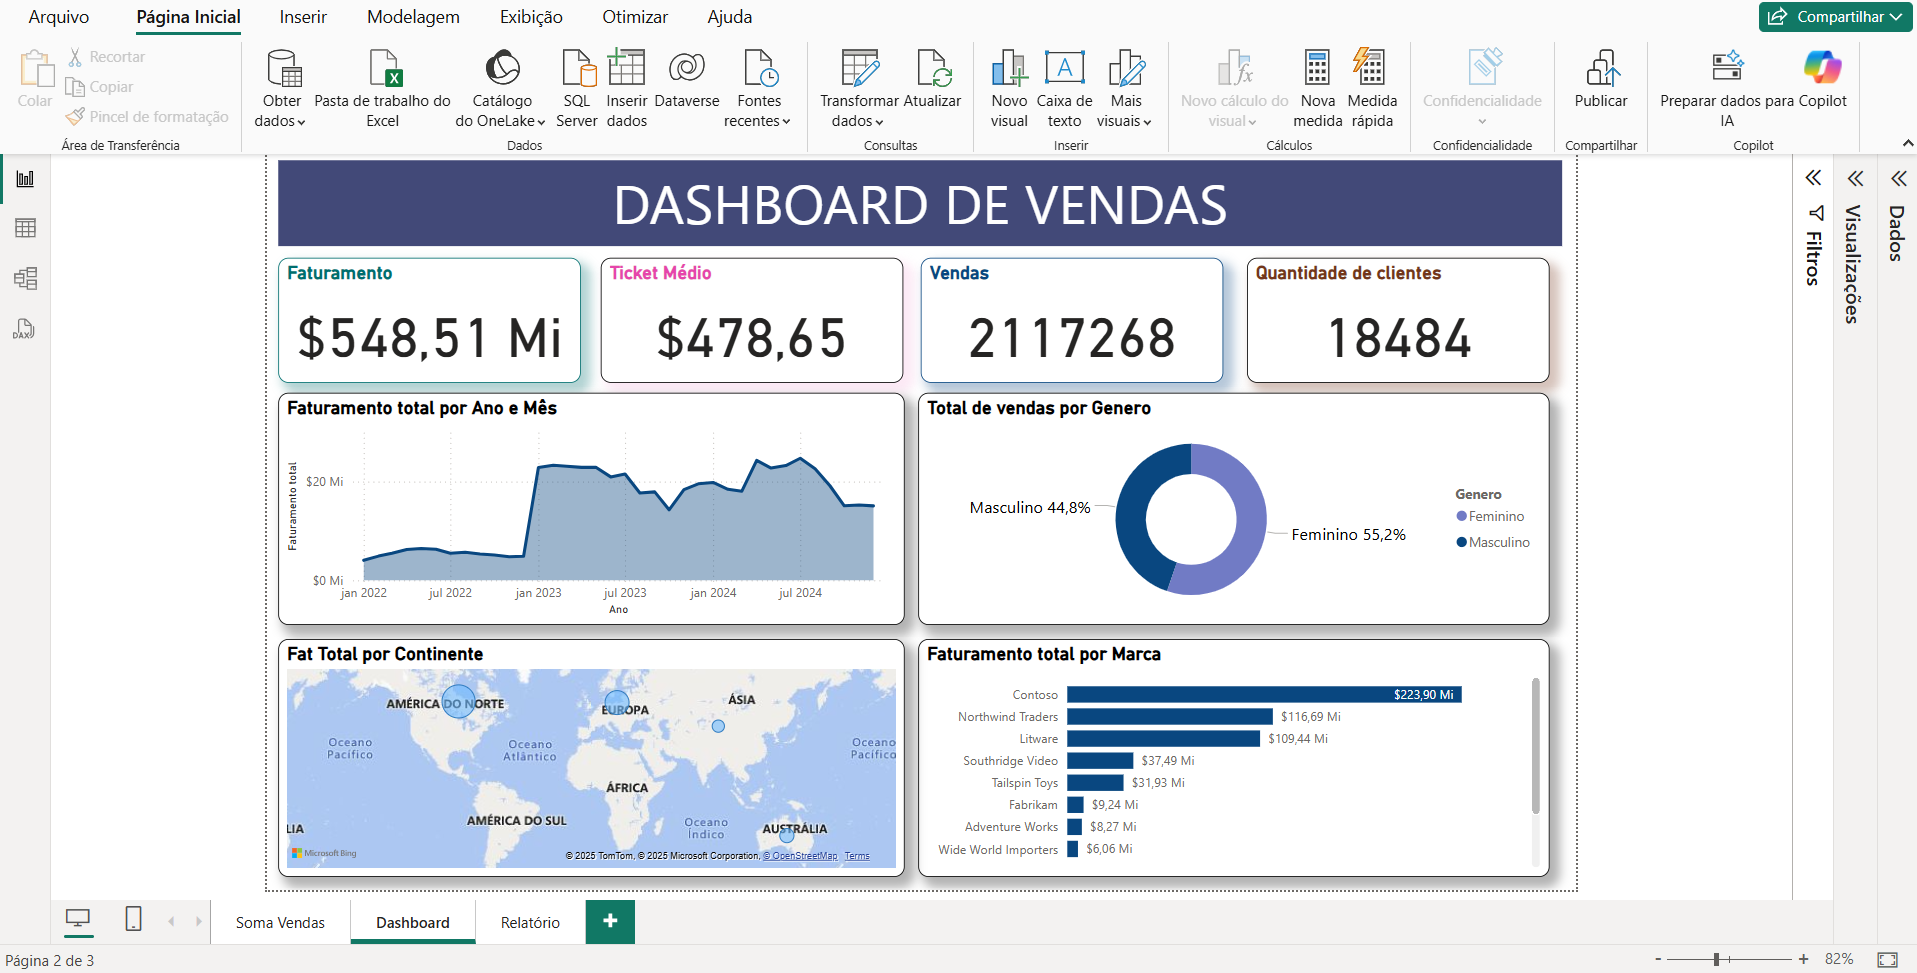 Arquivo Página Inicial Inserir Modelagem Exibição Otimizar Ajuda
Compartilhar
Colar
Recortar
Copiar
Pincel de formatação
Área de Transferência
Obter dados
Pasta de trabalho do Excel
Catálogo do OneLake
SQL Server
Inserir dados
Dataverse
Fontes recentes
Dados
Transformar dados
Atualizar
Consultas
Novo visual
Caixa de texto
Mais visuais
Inserir
Novo cálculo do visual
Nova medida
Medida rápida
Cálculos
Confidencialidade
Confidencialidade
Publicar
Compartilhar
Preparar dados para IA
Copilot
Copilot
DAX
DASHBOARD DE VENDAS
Faturamento
$548,51 Mi
Ticket Médio
$478,65
Vendas
2117268
Quantidade de clientes
18484
Faturamento total por Ano e Mês
Faturamento total
$20 Mi
$0 Mi
jan 2022 jul 2022 jan 2023 jul 2023 jan 2024 jul 2024
Ano
Total de vendas por Genero
Masculino 44,8%
Feminino 55,2%
Genero
Feminino
Masculino
Fat Total por Continente
AMÉRICA DO NORTE
EUROPA
ÁSIA
Oceano Pacífico
Oceano Atlântico
Oceano Pacífico
ÁFRICA
AMÉRICA DO SUL
Oceano Índico
AUSTRÁLIA
LIA
Microsoft Bing
© 2025 TomTom, © 2025 Microsoft Corporation, © OpenStreetMap Terms
Faturamento total por Marca
Contoso $223,90 Mi
Northwind Traders $116,69 Mi
Litware $109,44 Mi
Southridge Video $37,49 Mi
Tailspin Toys $31,93 Mi
Fabrikam $9,24 Mi
Adventure Works $8,27 Mi
Wide World Importers $6,06 Mi
Filtros
Visualizações
Dados
Soma Vendas Dashboard Relatório +
Página 2 de 3
- + 82%